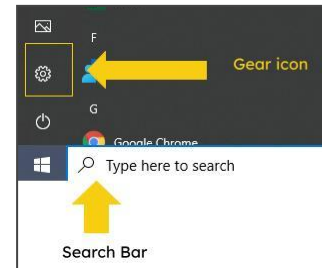 F
Gear icon
G
Google Chrome
Type here to search
Search Bar